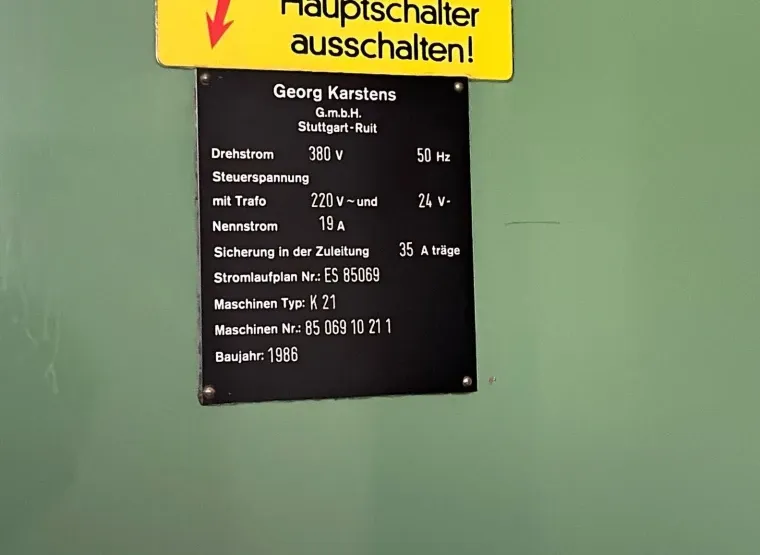 Hauptschalter
ausschalten!
Georg Karstens
G.m.b.H.
Stuttgart-Ruit
Drehstrom 380 V 50 Hz
Steuerspannung
mit Trafo 220 V~und 24 V-
Nennstrom 19 A
Sicherung in der Zuleitung 35 A träge
Stromlaufplan Nr.: ES 85069
Maschinen Typ: K 21
Maschinen Nr.: 85 069 10 21 1
Baujahr: 1986